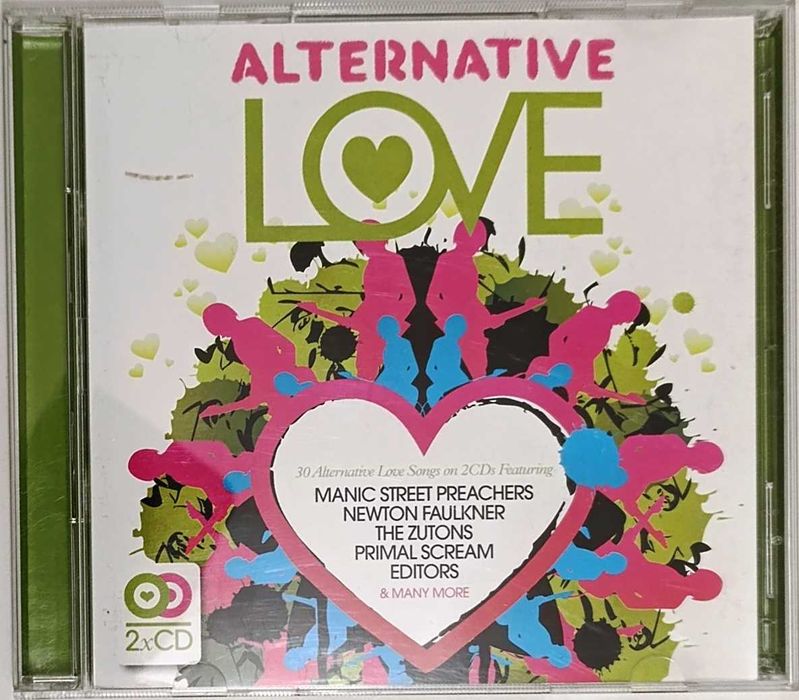 ALTERNATIVE
LOVE
30 Alternative Love Songs on 2CDs Featuring
MANIC STREET PREACHERS
NEWTON FAULKNER
THE ZUTONS
PRIMAL SCREAM
EDITORS
& MANY MORE
2xCD